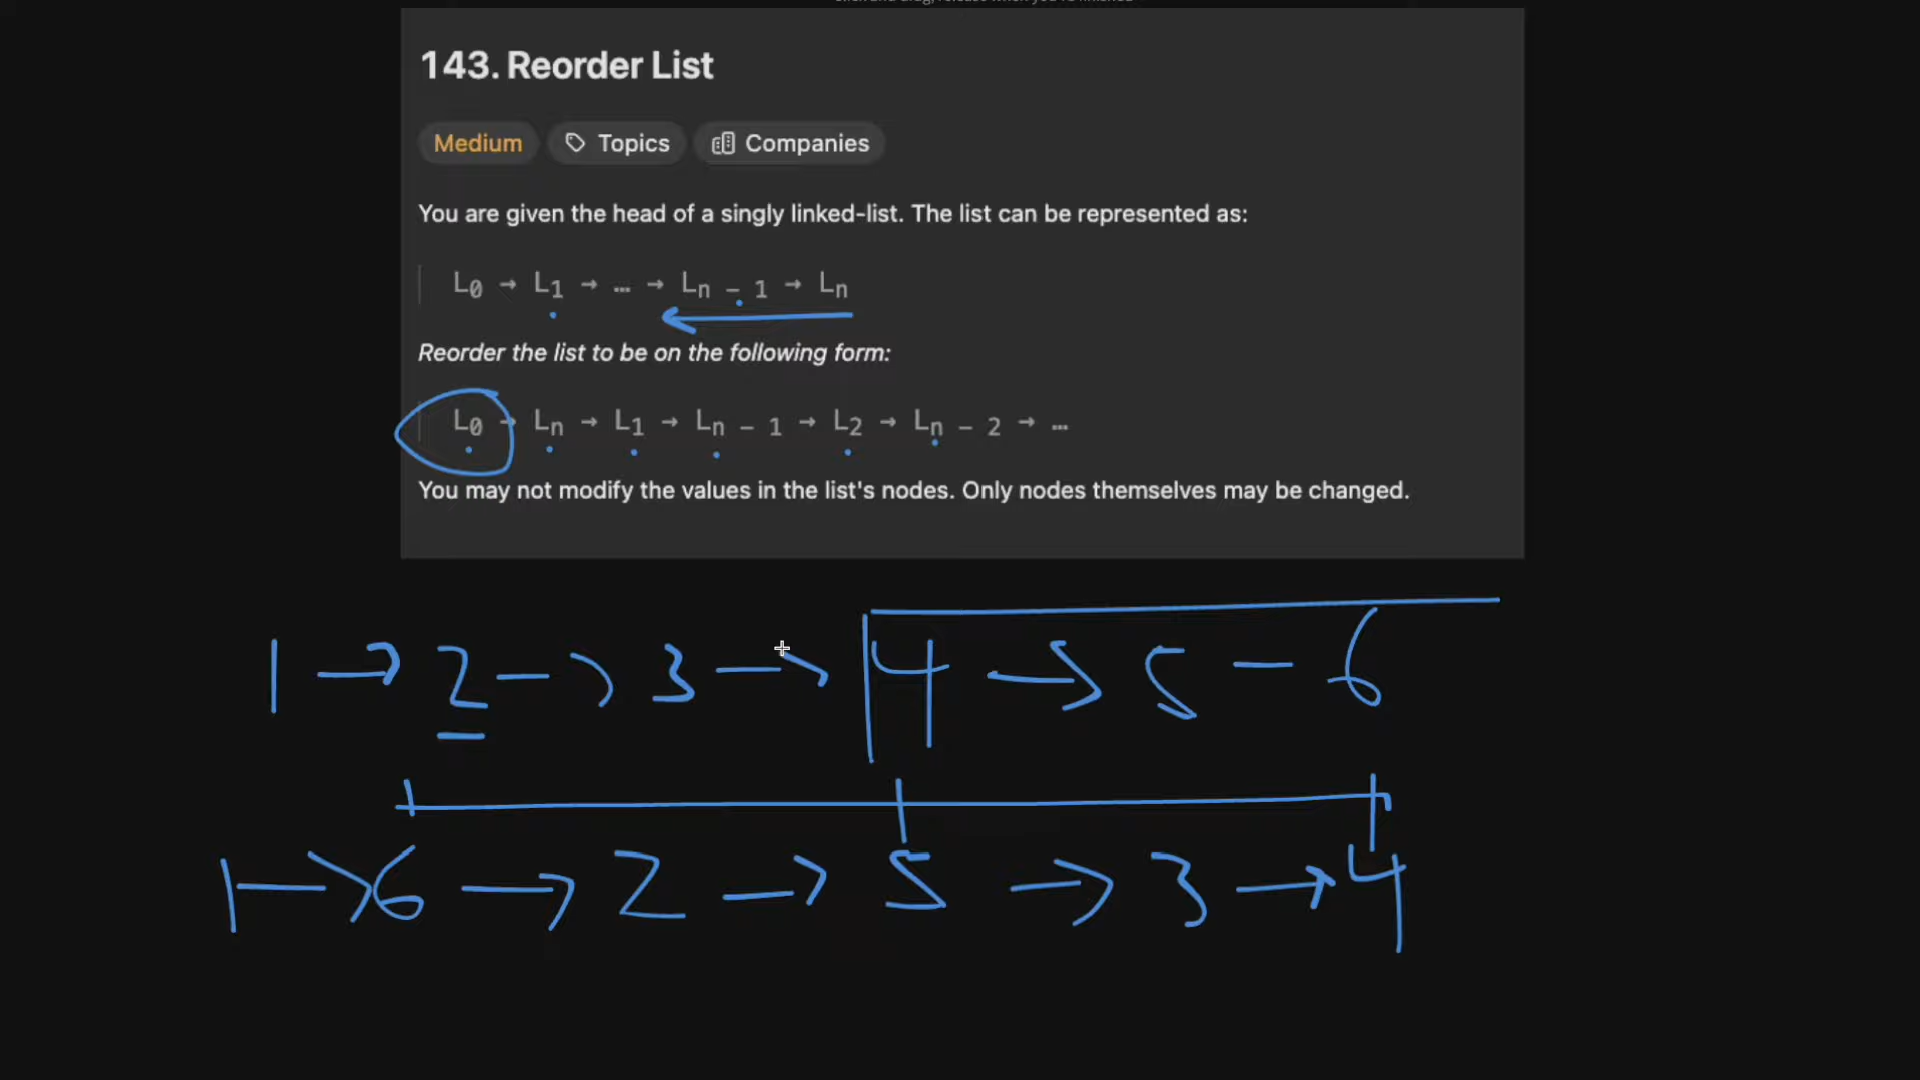 143. Reorder List
Medium Topics Companies
You are given the head of a singly linked-list. The list can be represented as:
L0 → L1 → … → Ln - 1 → Ln
Reorder the list to be on the following form:
L0 → Ln → L1 → Ln - 1 → L2 → Ln - 2 → …
You may not modify the values in the list's nodes. Only nodes themselves may be changed.
1 → 2 → 3 → 4 → 5 — 6
1 → 6 → 2 → 5 → 3 → 4